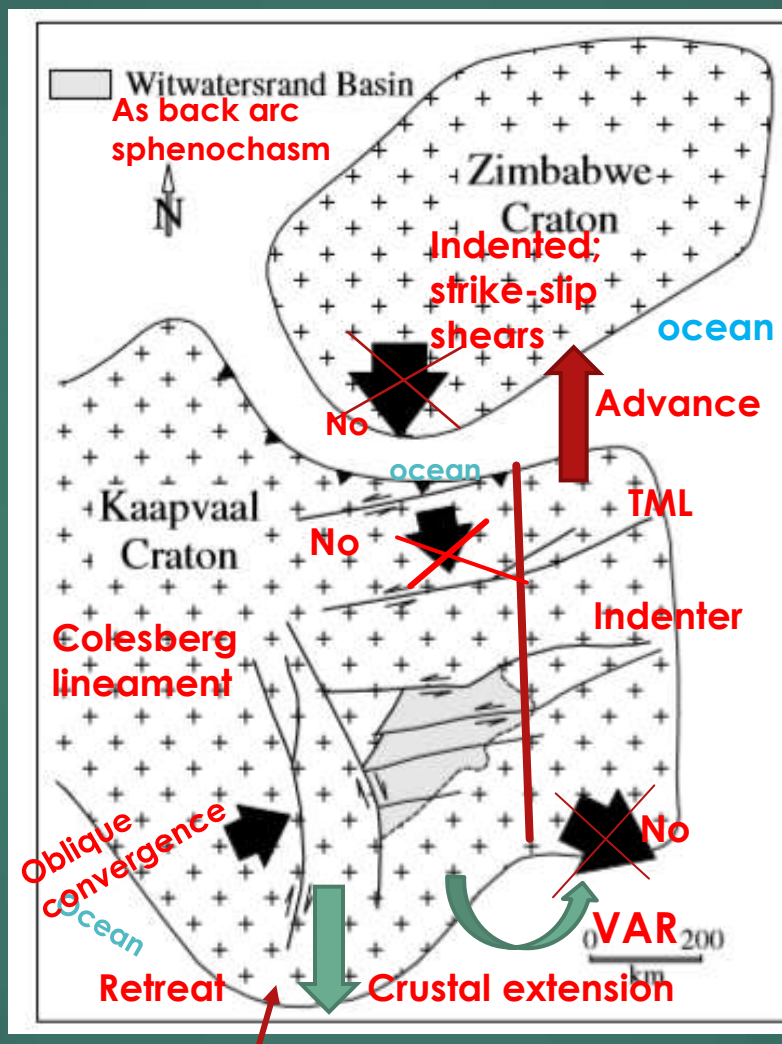 Witwatersrand Basin
As back arc
sphenochasm
N
Zimbabwe
Craton
Indented;
strike-slip
shears
ocean
No
Advance
ocean
Kaapvaal
Craton
No
TML
Indenter
Colesberg
lineament
Oblique
convergence
Ocean
No
VAR
0 200
km
Retreat
Crustal extension